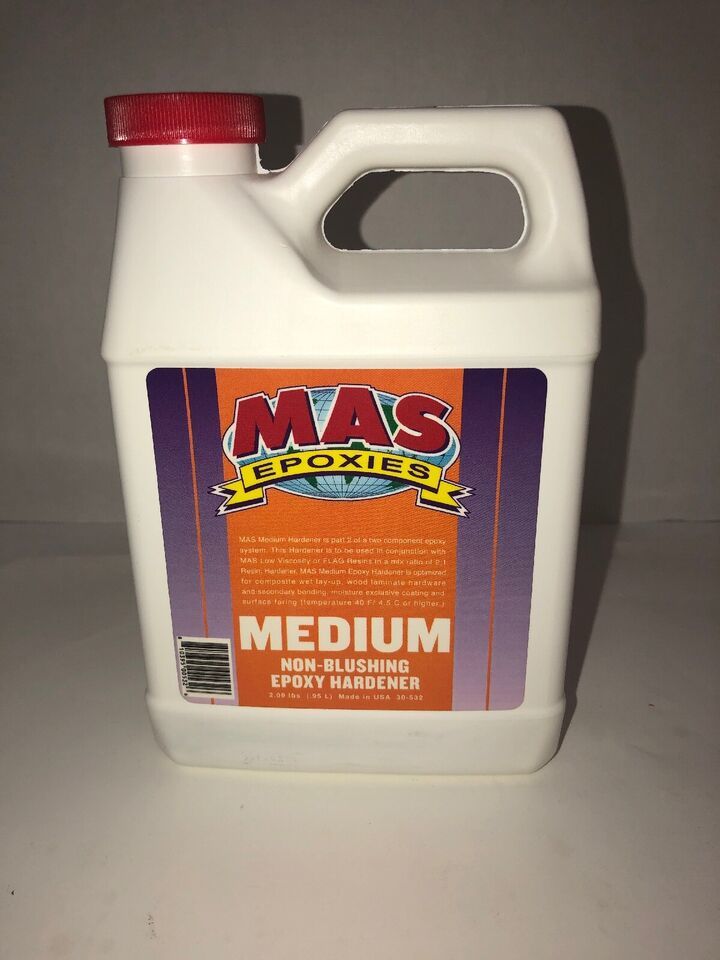 MAS
EPOXIES
MAS Medium Hardener is part 2 of a two component epoxy
system. This Hardener is to be used in conjunction with
MAS Low Viscosity or FLAG Resins in a mix ratio of 2:1
Resin: Hardener. MAS Medium Epoxy Hardener is optimized
for composite wet lay-up, wood laminate hardware
and secondary bonding, moisture exclusive coating and
surface faring (temperature 40 F/ 4.5 C or higher.)
MEDIUM
NON-BLUSHING
EPOXY HARDENER
2.09 lbs (.95 L) Made in USA 30-532